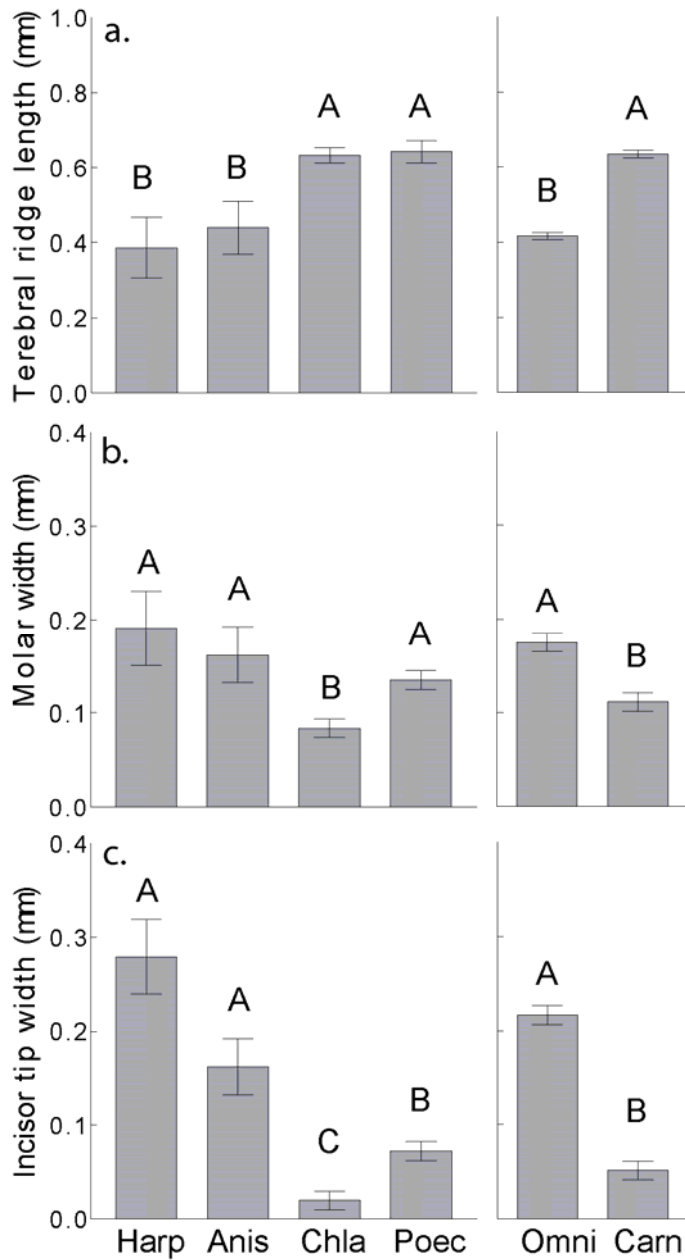 a.
Terebral ridge length (mm)
1.0
0.8
0.6
0.4
0.2
0.0
B
B
A
A
B
A
b.
Molar width (mm)
0.4
0.3
0.2
0.1
0.0
A
A
B
A
A
B
c.
Incisor tip width (mm)
0.4
0.3
0.2
0.1
0.0
A
A
C
B
A
B
Harp Anis Chla Poec Omni Carn